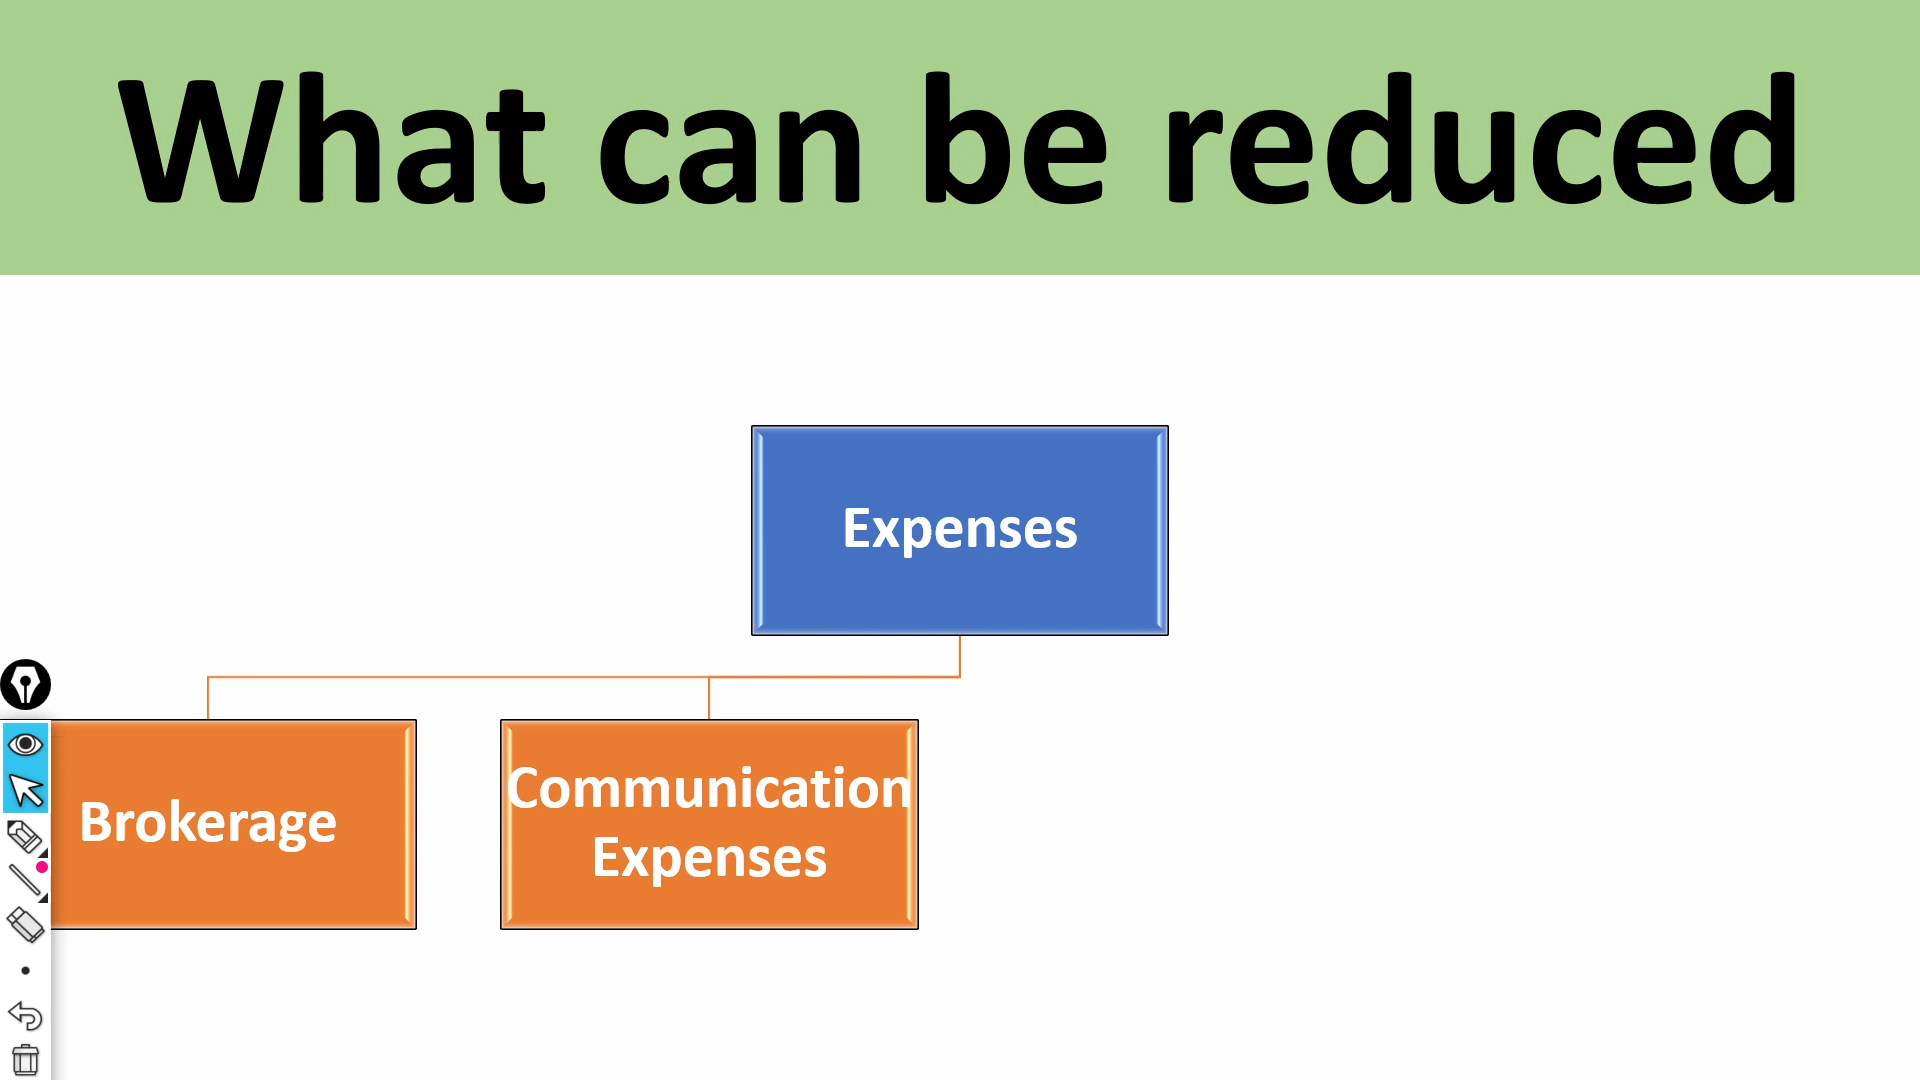 What can be reduced
Expenses
Brokerage
Communication
Expenses